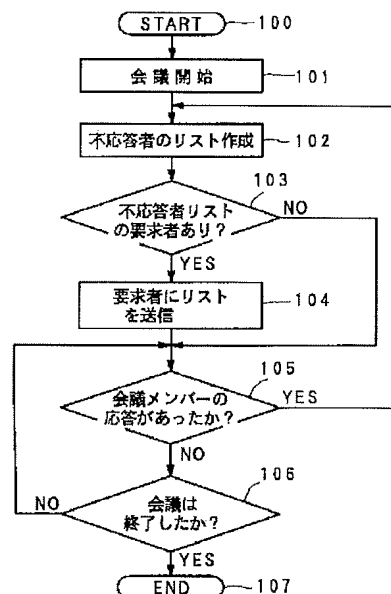 START 100
会議開始 101
不応答者のリスト作成 102
103
不応答者リスト
の要求者あり？
NO
YES
要求者にリスト
を送信
104
105
会議メンバーの
応答があったか？
YES
NO
106
会議は
終了したか？
NO
YES
END 107